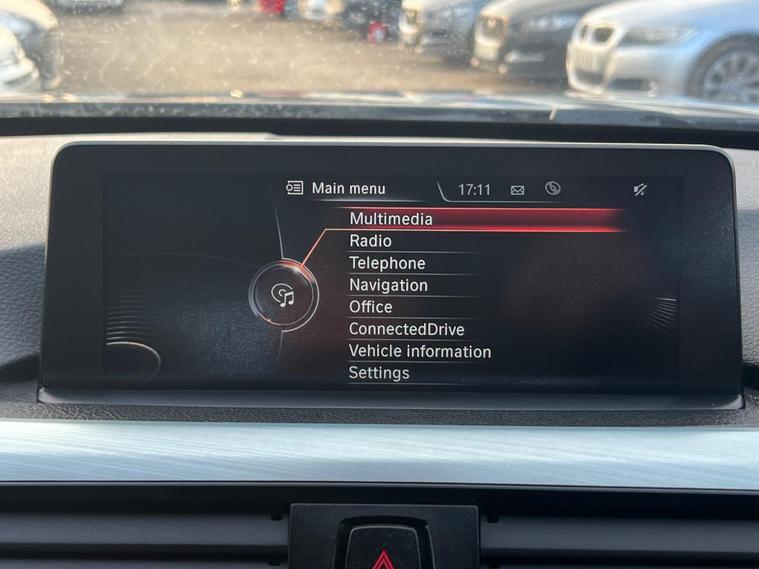 Main menu 17:11
Multimedia
Radio
Telephone
Navigation
Office
ConnectedDrive
Vehicle information
Settings